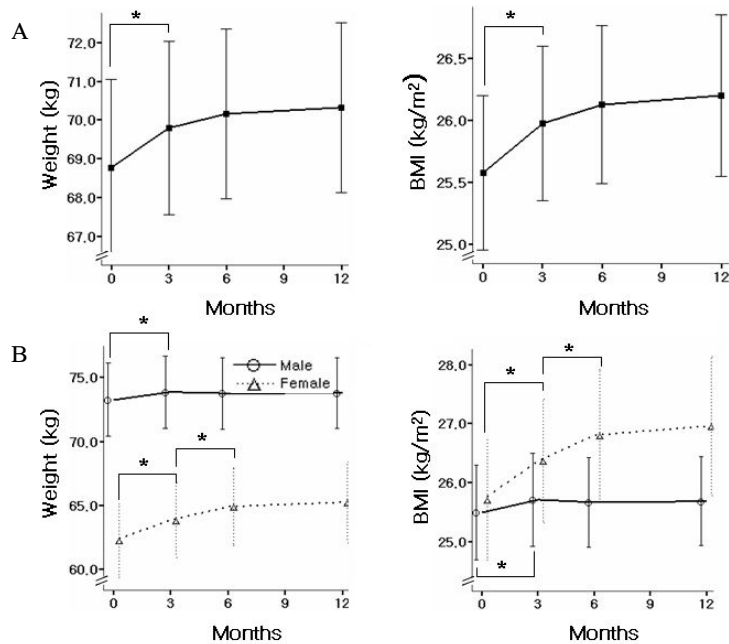 A
*
Weight (kg)
72.0
71.0
70.0
69.0
68.0
67.0
0 3 6 9 12
Months
*
BMI (kg/m²)
26.5
26.0
25.5
25.0
0 3 6 9 12
Months
B
*
Male
Female
*
*
Weight (kg)
75.0
70.0
65.0
60.0
0 3 6 9 12
Months
*
*
*
BMI (kg/m²)
28.0
27.0
26.0
25.0
0 3 6 9 12
Months